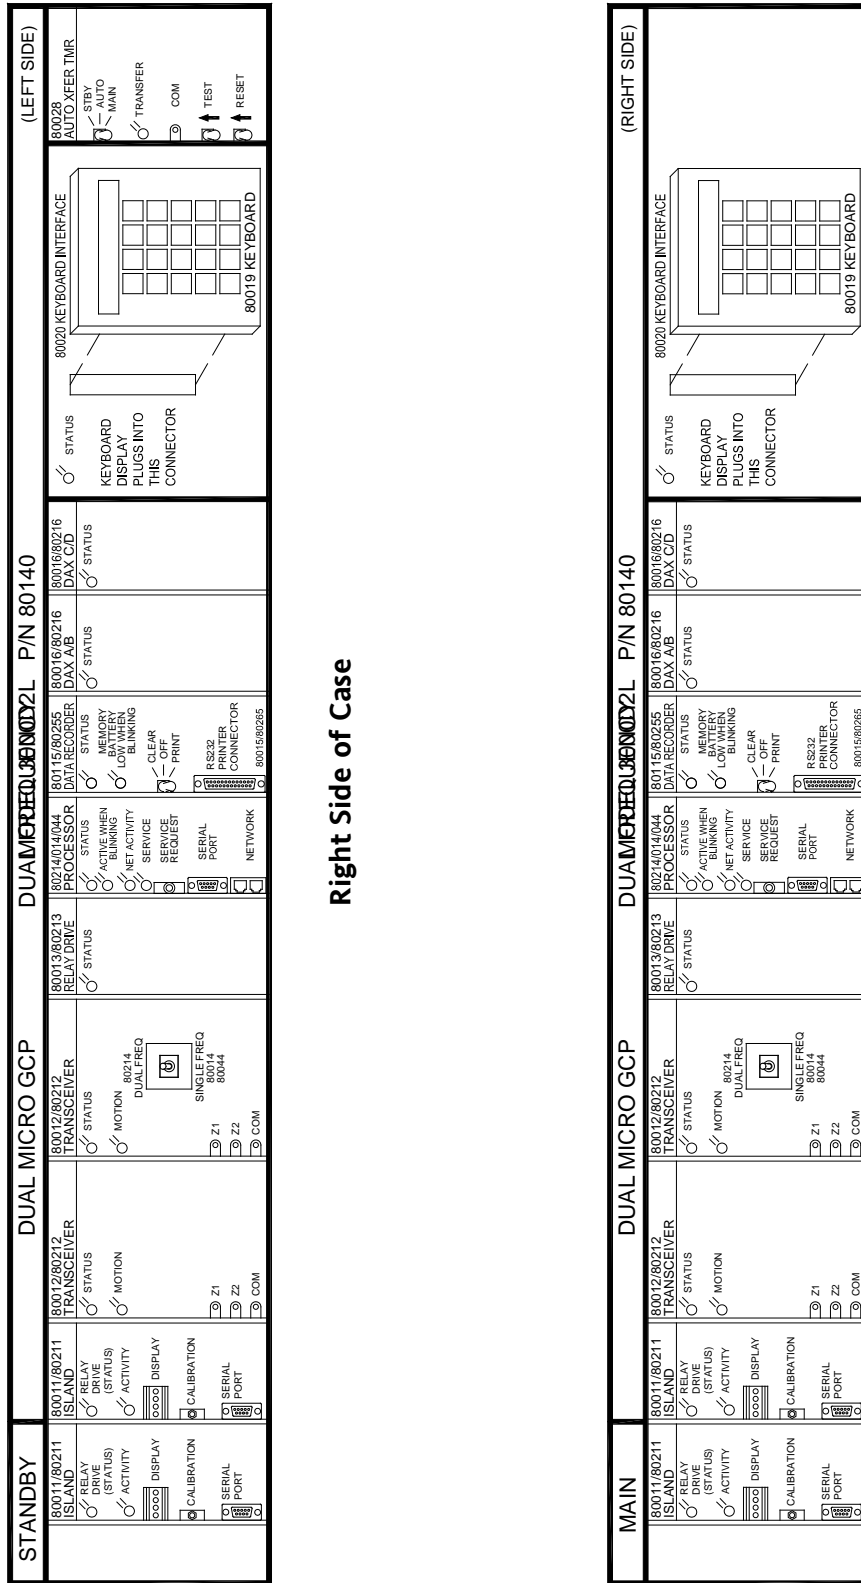 STANDBY
DUAL MICRO GCP
P/N 80140
(LEFT SIDE)
80011/80211
ISLAND
RELAY
DRIVE
(STATUS)
ACTIVITY
DISPLAY
CALIBRATION
SERIAL
PORT
80011/80211
ISLAND
RELAY
DRIVE
(STATUS)
ACTIVITY
DISPLAY
CALIBRATION
SERIAL
PORT
80012/80212
TRANSCEIVER
STATUS
MOTION
Z1
Z2
COM
80012/80212
TRANSCEIVER
STATUS
MOTION
80214
DUAL FREQ
SINGLE FREQ
80014
80044
Z1
Z2
COM
80013/80213
RELAY DRIVE
STATUS
80214/014/044
PROCESSOR
STATUS
ACTIVE WHEN
BLINKING
NET ACTIVITY
SERVICE
SERVICE
REQUEST
SERIAL
PORT
NETWORK
80115/80255
DATA RECORDER
STATUS
MEMORY
BATTERY
LOW WHEN
BLINKING
CLEAR
OFF
PRINT
RS232
PRINTER
CONNECTOR
80015/80265
80016/80216
DAX A/B
STATUS
80016/80216
DAX C/D
STATUS
80020 KEYBOARD INTERFACE
STATUS
KEYBOARD
DISPLAY
PLUGS INTO
THIS
CONNECTOR
80019 KEYBOARD
80028
AUTO XFER TMR
STBY
AUTO
MAIN
TRANSFER
COM
TEST
RESET
Right Side of Case
MAIN
DUAL MICRO GCP
P/N 80140
(RIGHT SIDE)
80011/80211
ISLAND
RELAY
DRIVE
(STATUS)
ACTIVITY
DISPLAY
CALIBRATION
SERIAL
PORT
80011/80211
ISLAND
RELAY
DRIVE
(STATUS)
ACTIVITY
DISPLAY
CALIBRATION
SERIAL
PORT
80012/80212
TRANSCEIVER
STATUS
MOTION
Z1
Z2
COM
80012/80212
TRANSCEIVER
STATUS
MOTION
80214
DUAL FREQ
SINGLE FREQ
80014
80044
Z1
Z2
COM
80013/80213
RELAY DRIVE
STATUS
80214/014/044
PROCESSOR
STATUS
ACTIVE WHEN
BLINKING
NET ACTIVITY
SERVICE
SERVICE
REQUEST
SERIAL
PORT
NETWORK
80115/80255
DATA RECORDER
STATUS
MEMORY
BATTERY
LOW WHEN
BLINKING
CLEAR
OFF
PRINT
RS232
PRINTER
CONNECTOR
80015/80265
80016/80216
DAX A/B
STATUS
80016/80216
DAX C/D
STATUS
80020 KEYBOARD INTERFACE
STATUS
KEYBOARD
DISPLAY
PLUGS INTO
THIS
CONNECTOR
80019 KEYBOARD